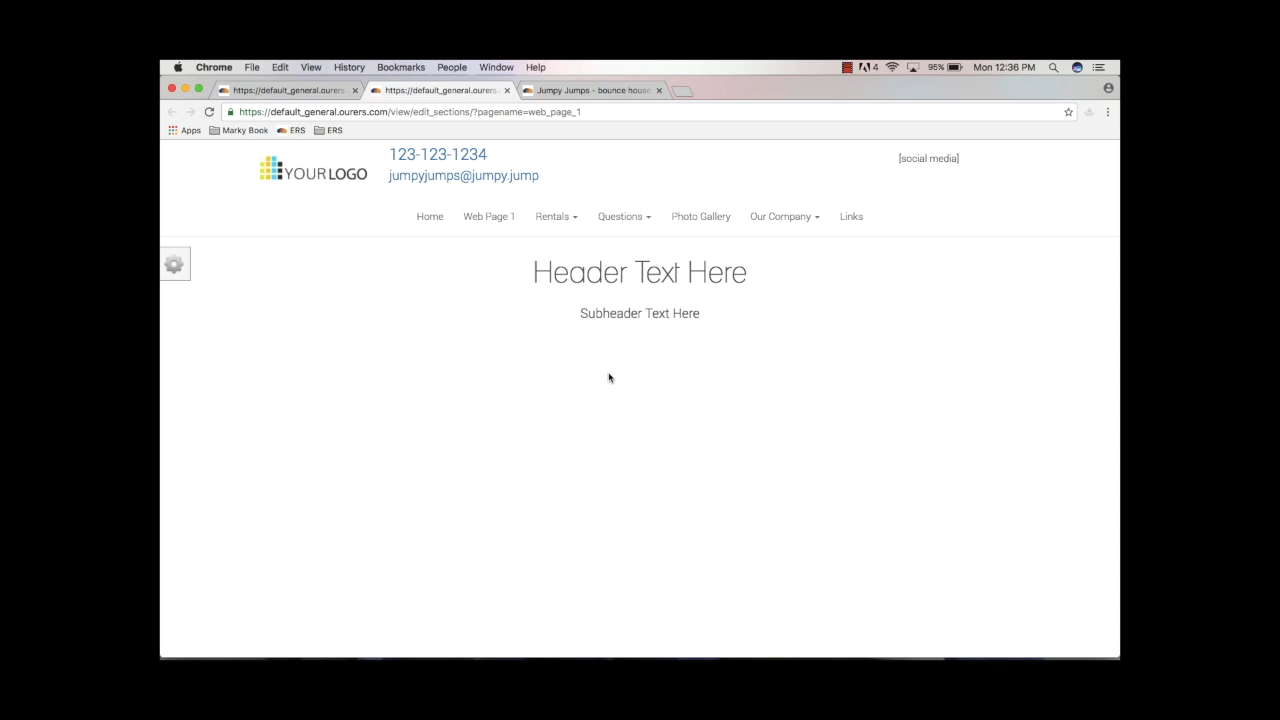 Chrome File Edit View History Bookmarks People Window Help 4 95% Mon 12:36 PM
https://default_general.ourers. https://default_general.ourers. Jumpy Jumps - bounce house
https://default_general.ourers.com/view/edit_sections/?pagename=web_page_1
Apps Marky Book ERS ERS
123-123-1234
[social media]
YOUR LOGO
jumpyjumps@jumpy.jump
Home Web Page 1 Rentals Questions Photo Gallery Our Company Links
Header Text Here
Subheader Text Here